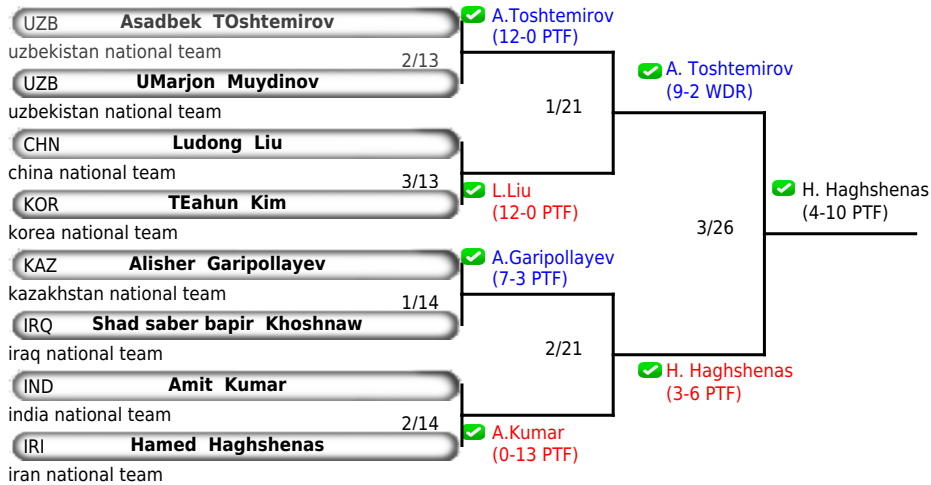 UZB Asadbek TOshtemirov
uzbekistan national team
2/13
UZB UMarjon Muydinov
uzbekistan national team
CHN Ludong Liu
china national team
3/13
KOR TEahun Kim
korea national team
KAZ Alisher Garipollayev
kazakhstan national team
1/14
IRQ Shad saber bapir Khoshnaw
iraq national team
IND Amit Kumar
india national team
2/14
IRI Hamed Haghshenas
iran national team
A.Toshtemirov
(12-0 PTF)
1/21
L.Liu
(12-0 PTF)
A.Garipollayev
(7-3 PTF)
2/21
A.Kumar
(0-13 PTF)
A. Toshtemirov
(9-2 WDR)
3/26
H. Haghshenas
(3-6 PTF)
H. Haghshenas
(4-10 PTF)